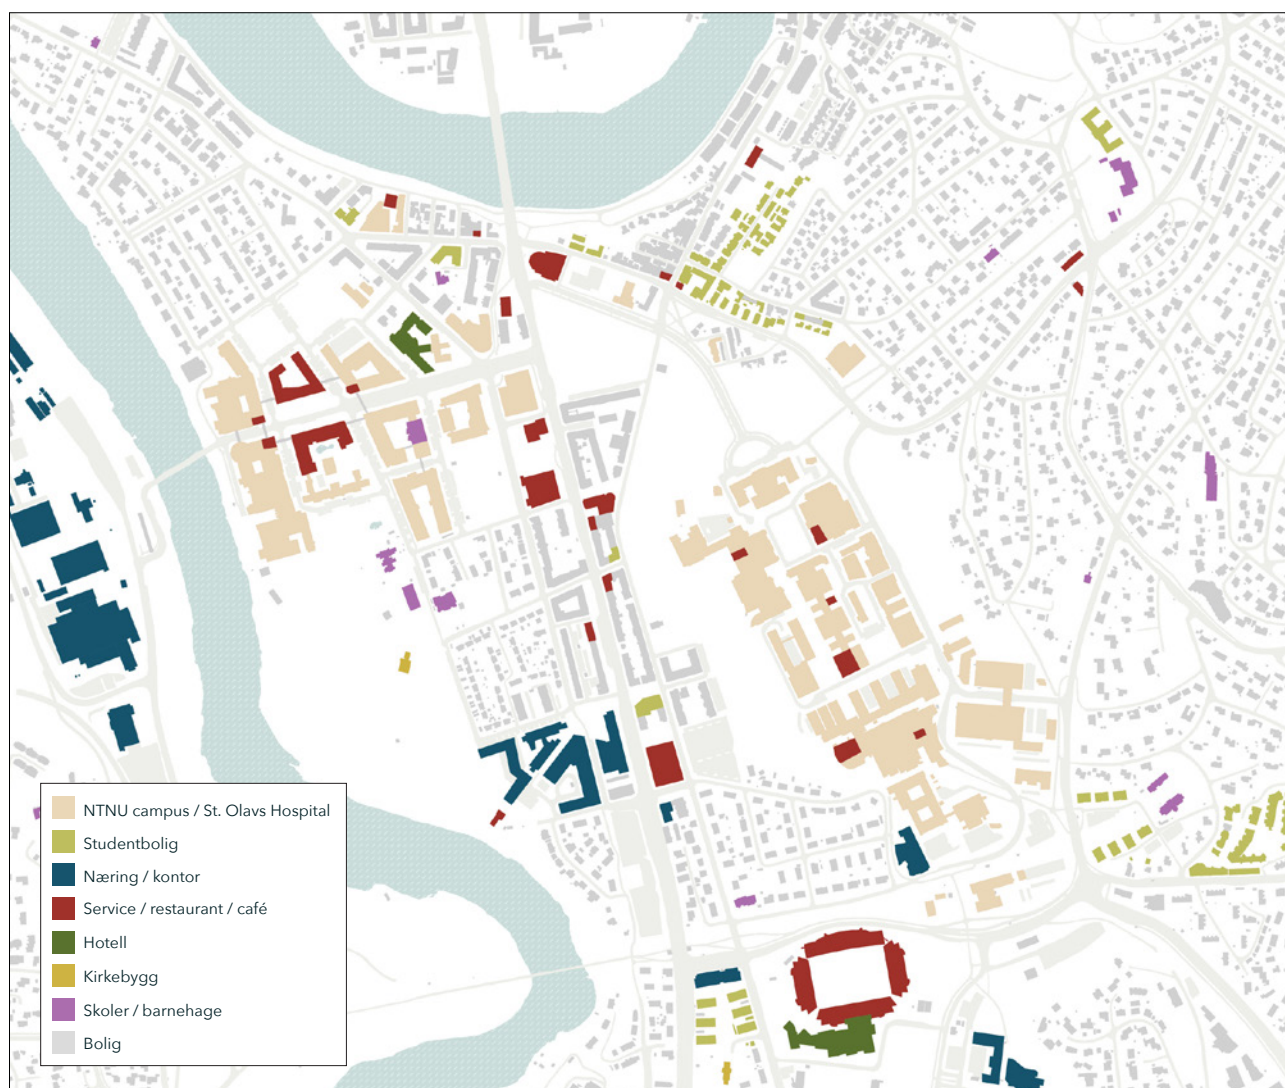 NTNU campus / St. Olavs Hospital
Studentbolig
Næring / kontor
Service / restaurant / café
Hotell
Kirkebygg
Skoler / barnehage
Bolig